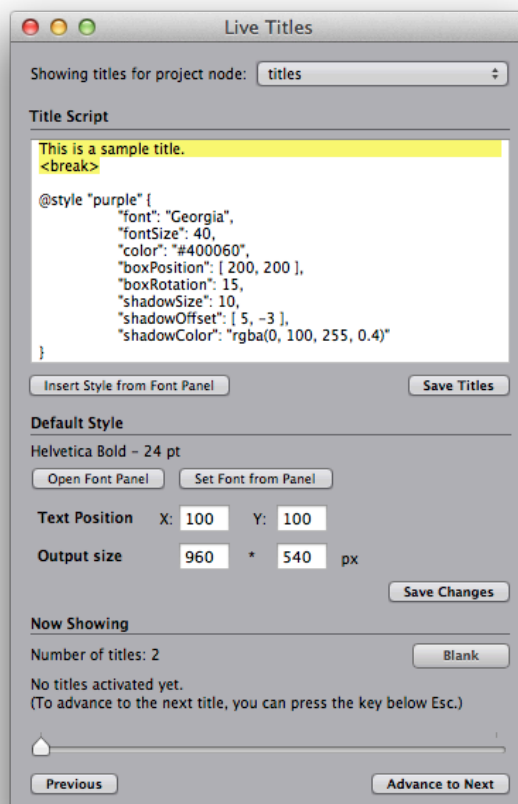 Live Titles
Showing titles for project node: titles
Title Script
This is a sample title.
<break>
@style "purple" {
"font": "Georgia",
"fontSize": 40,
"color": "#400060",
"boxPosition": [ 200, 200 ],
"boxRotation": 15,
"shadowSize": 10,
"shadowOffset": [ 5, -3 ],
"shadowColor": "rgba(0, 100, 255, 0.4)"
}
Insert Style from Font Panel Save Titles
Default Style
Helvetica Bold - 24 pt
Open Font Panel Set Font from Panel
Text Position X: 100 Y: 100
Output size 960 * 540 px
Save Changes
Now Showing
Number of titles: 2 Blank
No titles activated yet.
(To advance to the next title, you can press the key below Esc.)
Previous Advance to Next